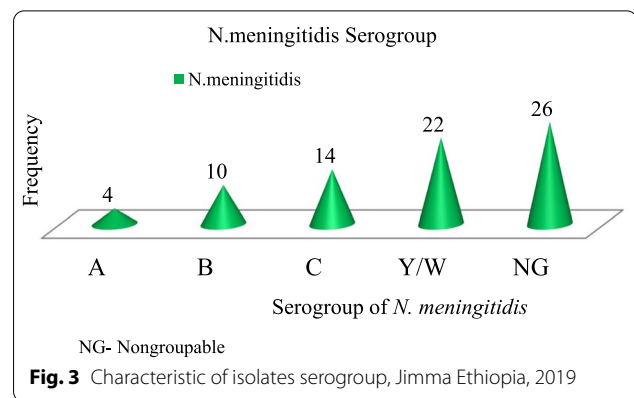 N.meningitidis Serogroup
N.meningitidis
Frequency
4
10
14
22
26
A B C Y/W NG
Serogroup of N. meningitidis
NG- Nongroupable
Fig. 3 Characteristic of isolates serogroup, Jimma Ethiopia, 2019